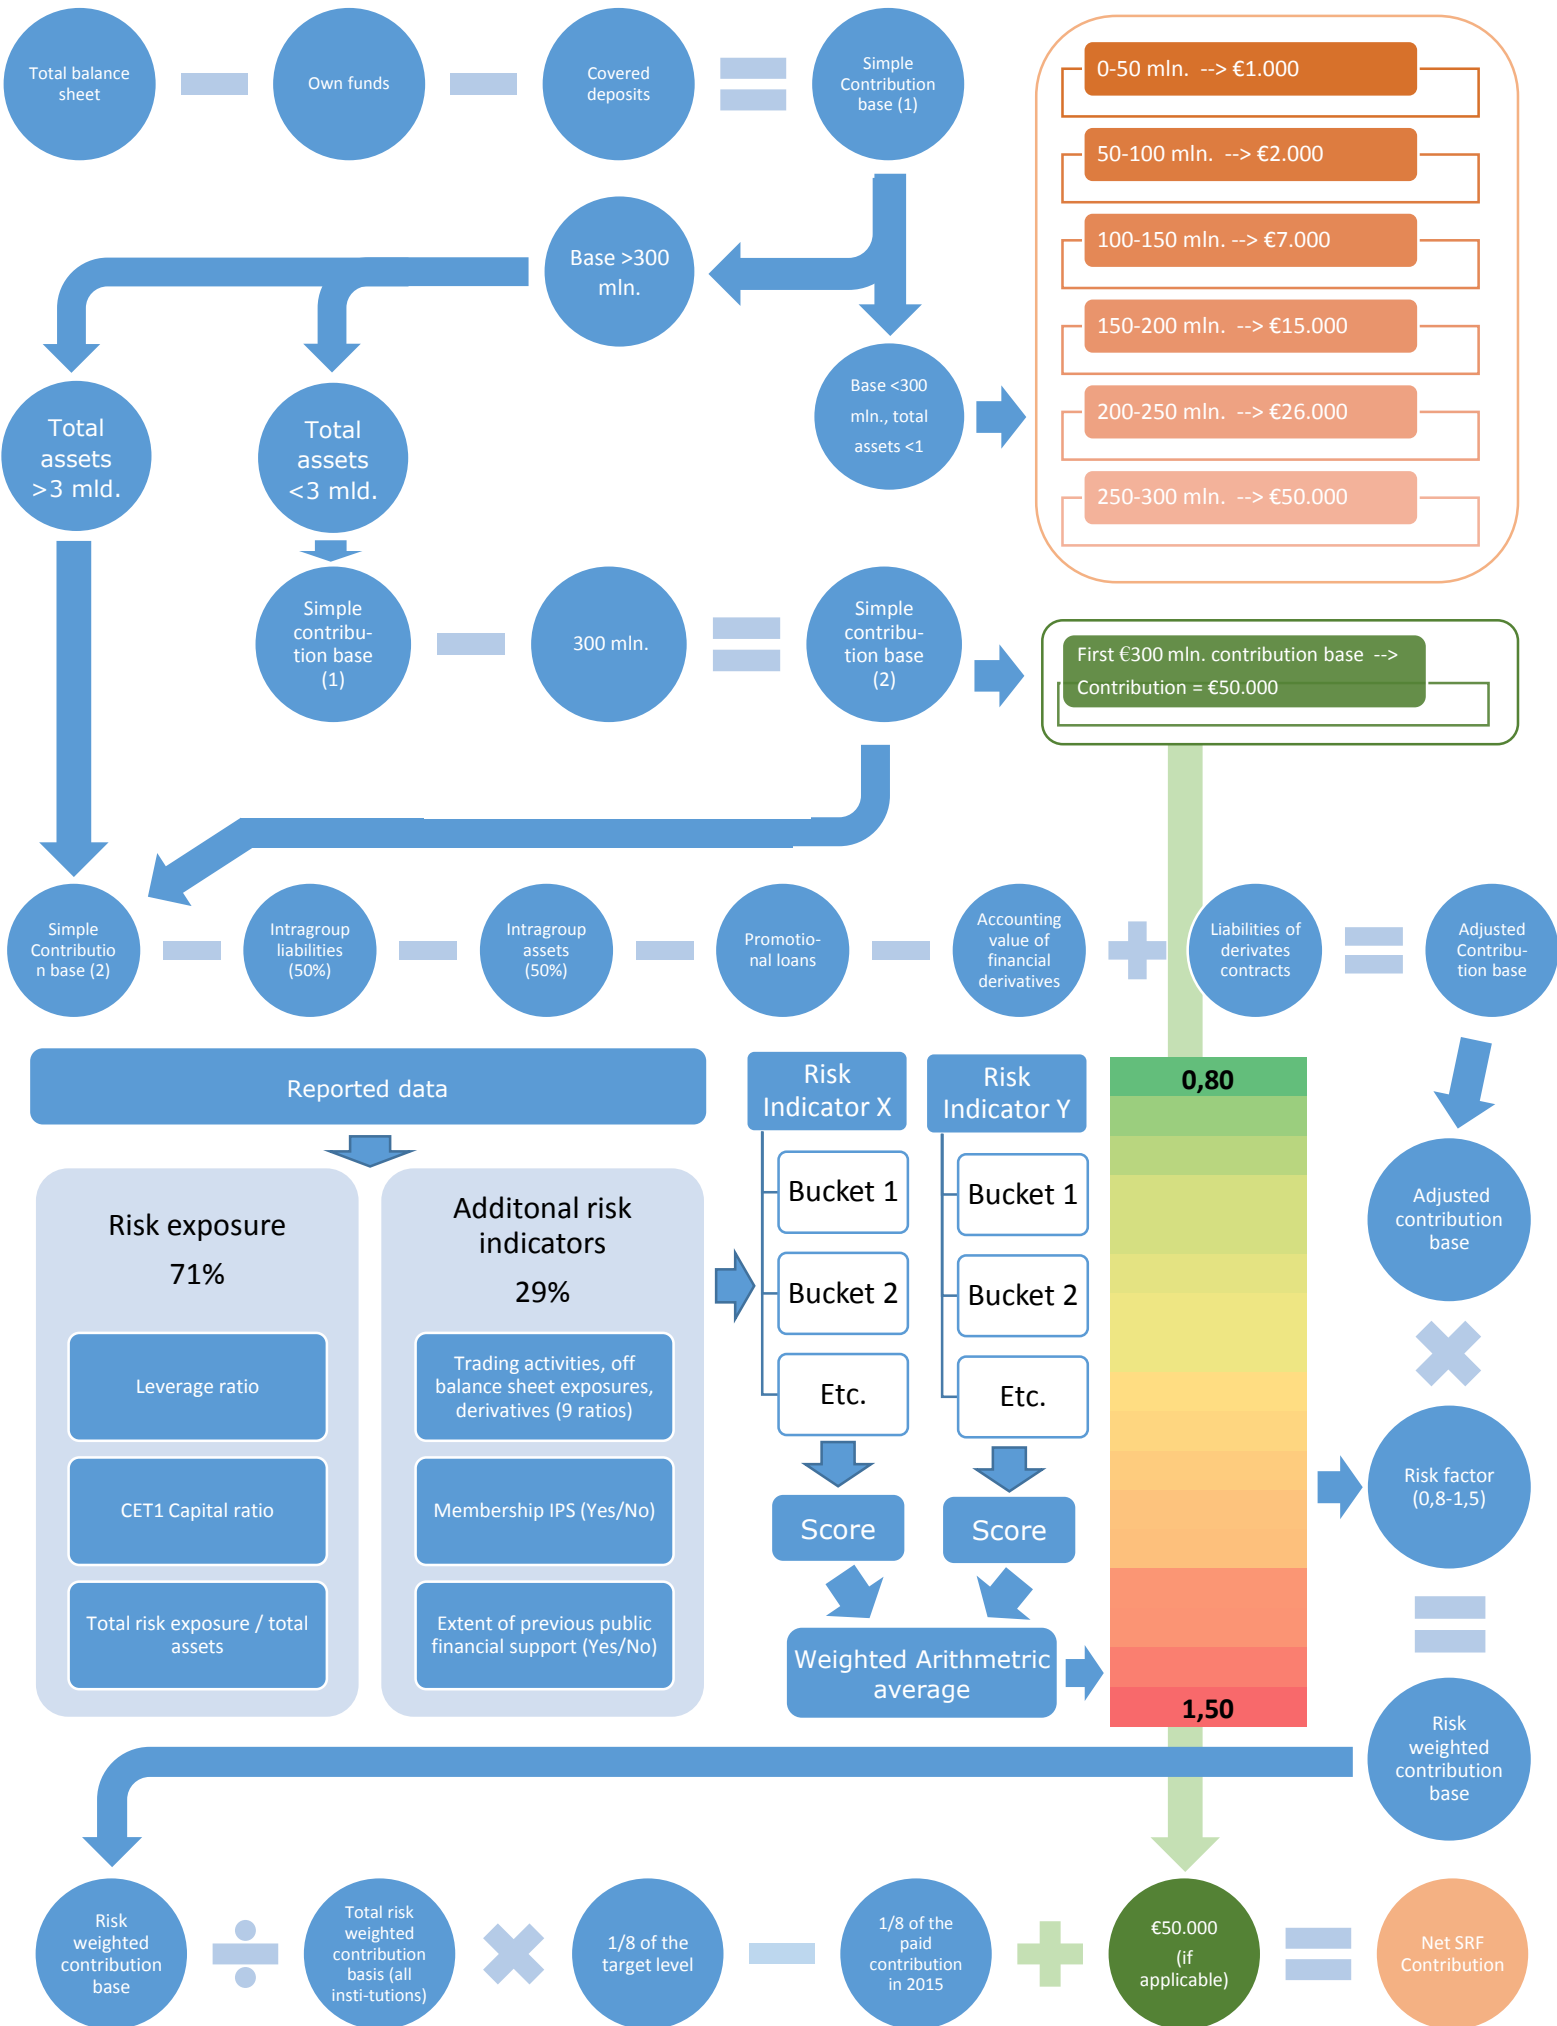 Total balance
sheet
Own funds
Covered
deposits
Simple
Contribution
base (1)
0-50 mln.  --> €1.000
50-100 mln.  --> €2.000
100-150 mln. --> €7.000
150-200 mln.  --> €15.000
200-250 mln.  --> €26.000
250-300 mln.  --> €50.000
Base >300
mln.
Base <300
mln., total
assets <1
Total
assets
>3 mld.
Total
assets
<3 mld.
Simple
contribu-
tion base
(1)
300 mln.
Simple
contribu-
tion base
(2)
First €300 mln. contribution base  -->
Contribution = €50.000
Simple
Contributio
n base (2)
Intragroup
liabilities
(50%)
Intragroup
assets
(50%)
Promotio-
nal loans
Accounting
value of
financial
derivatives
Liabilities of
derivates
contracts
Adjusted
Contribu-
tion base
Reported data
Risk exposure
71%
Leverage ratio
CET1 Capital ratio
Total risk exposure / total
assets
Additonal risk
indicators
29%
Trading activities, off
balance sheet exposures,
derivatives (9 ratios)
Membership IPS (Yes/No)
Extent of previous public
financial support (Yes/No)
Risk
Indicator X
Bucket 1
Bucket 2
Etc.
Score
Risk
Indicator Y
Bucket 1
Bucket 2
Etc.
Score
Weighted Arithmetric
average
0,80
1,50
Adjusted
contribution
base
Risk factor
(0,8-1,5)
Risk
weighted
contribution
base
Risk
weighted
contribution
base
Total risk
weighted
contribution
basis (all
insti-tutions)
1/8 of the
target level
1/8 of the
paid
contribution
in 2015
€50.000
(if
applicable)
Net SRF
Contribution